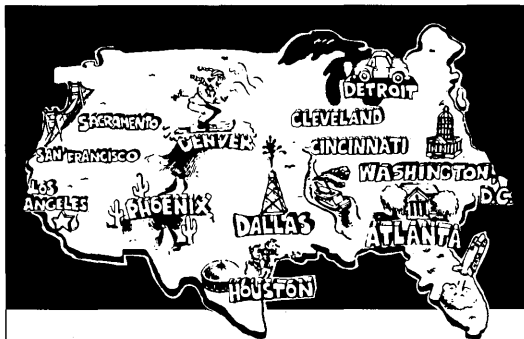 DETROIT
CLEVELAND
SACRAMENTO
DENVER
CINCINNATI
SAN FRANCISCO
WASHINGTON,
D.C.
LOS
ANGELES
PHOENIX
DALLAS
ATLANTA
HOUSTON